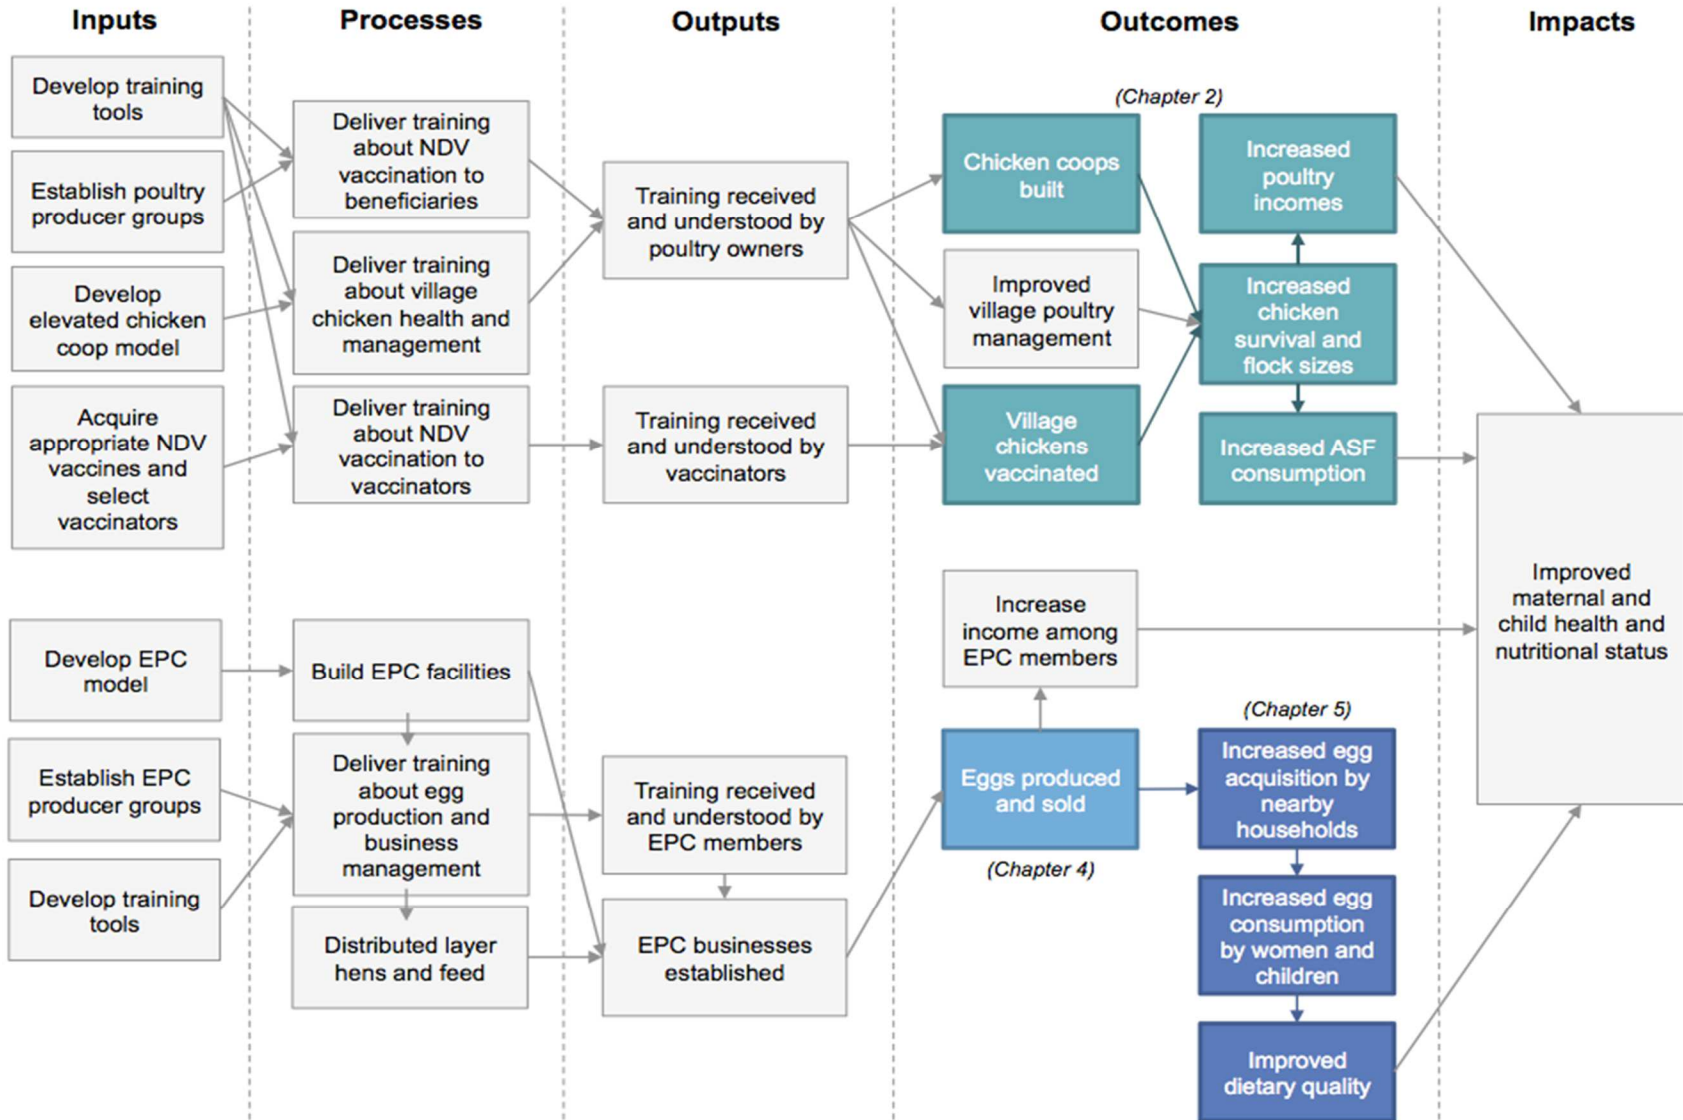 Inputs
Processes
Outputs
Outcomes
Impacts
Develop training
tools
Establish poultry
producer groups
Develop
elevated chicken
coop model
Acquire
appropriate NDV
vaccines and
select
vaccinators
Deliver training
about NDV
vaccination to
beneficiaries
Deliver training
about village
chicken health and
management
Deliver training
about NDV
vaccination to
vaccinators
Training received
and understood by
poultry owners
Training received
and understood by
vaccinators
(Chapter 2)
Chicken coops
built
Improved
village poultry
management
Village
chickens
vaccinated
Increased
poultry
incomes
Increased
chicken
survival and
flock sizes
Increased ASF
consumption
Improved
maternal and
child health and
nutritional status
Develop EPC
model
Establish EPC
producer groups
Develop training
tools
Build EPC facilities
Deliver training
about egg
production and
business
management
Distributed layer
hens and feed
Training received
and understood by
EPC members
EPC businesses
established
Increase
income among
EPC members
Eggs produced
and sold
(Chapter 4)
(Chapter 5)
Increased egg
acquisition by
nearby
households
Increased egg
consumption
by women and
children
Improved
dietary quality